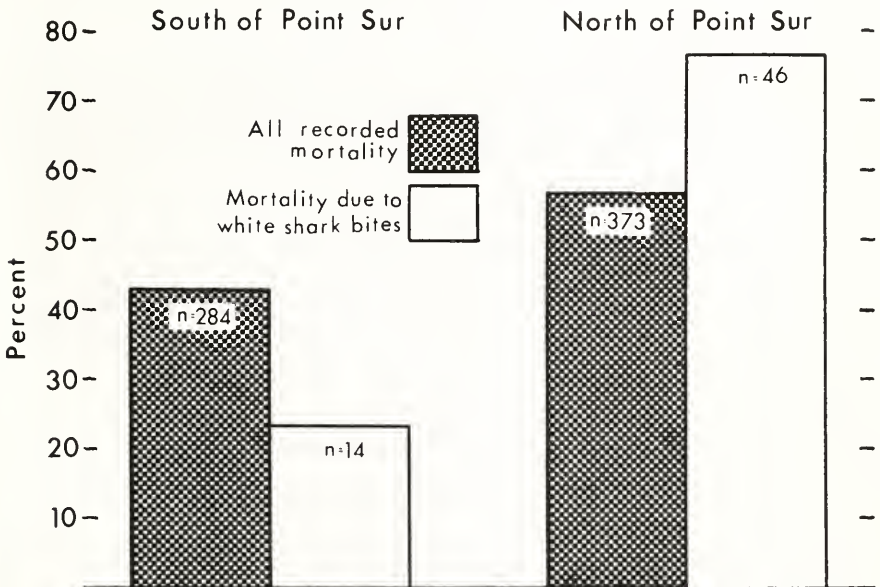 South of Point Sur
North of Point Sur
80
70
60
50
40
30
20
10
Percent
All recorded
mortality
Mortality due to
white shark bites
n=284
n=14
n=373
n=46